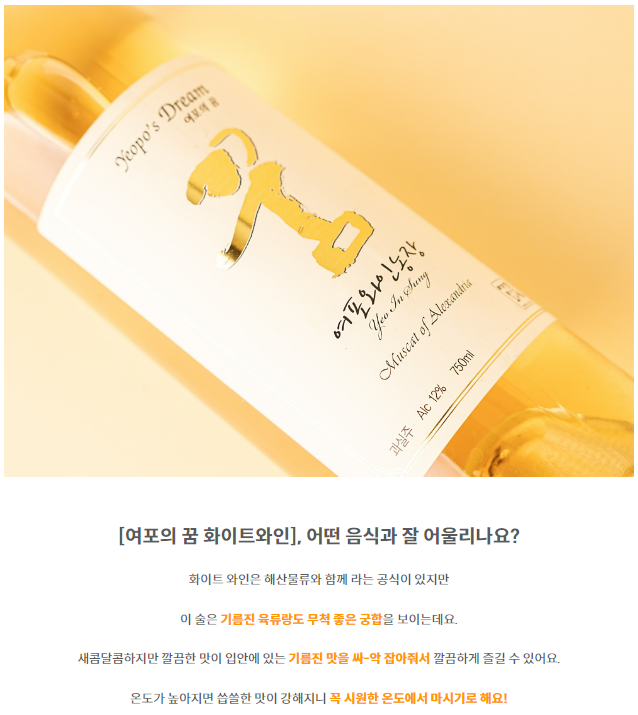 Yeopo's Dream
여포의 꿈
꿈
여포와인농장
Yeo In Sung
Muscat of Alexandria
과실주 Alc 12% 750ml
[여포의 꿈 화이트와인], 어떤 음식과 잘 어울리나요?
화이트 와인은 해산물류와 함께 라는 공식이 있지만
이 술은 기름진 육류랑도 무척 좋은 궁합을 보이는데요.
새콤달콤하지만 깔끔한 맛이 입안에 있는 기름진 맛을 싸-악 잡아줘서 깔끔하게 즐길 수 있어요.
온도가 높아지면 씁쓸한 맛이 강해지니 꼭 시원한 온도에서 마시기로 해요!